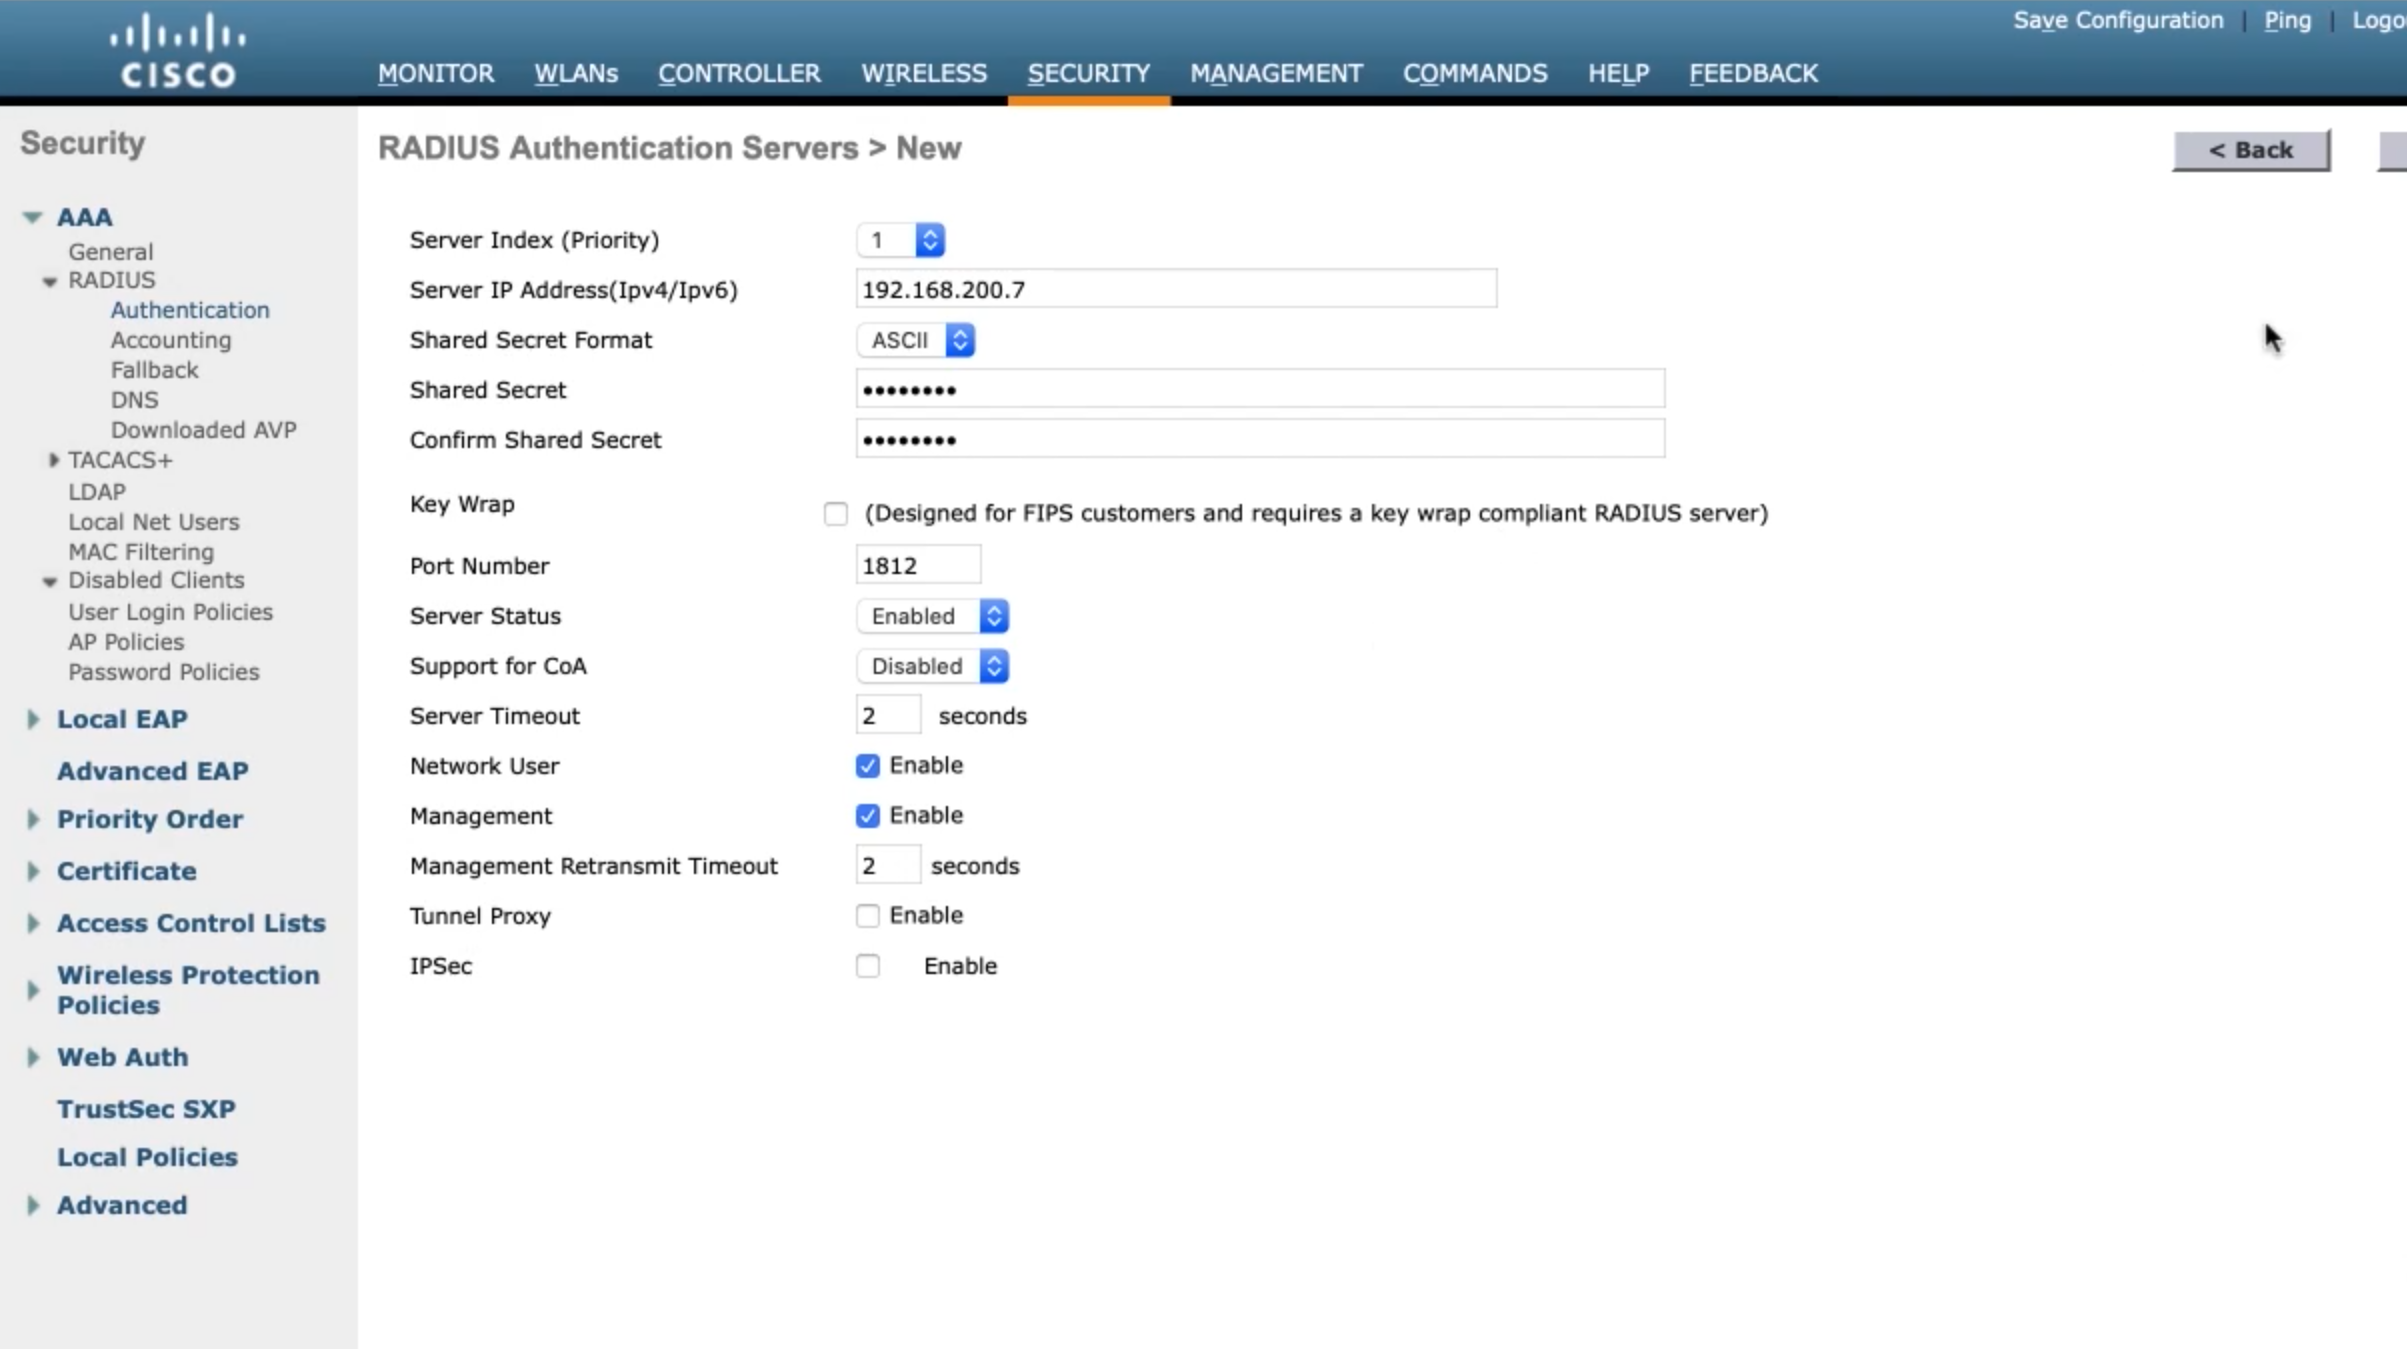 Save Configuration | Ping |
CISCO
MONITOR WLANs CONTROLLER WIRELESS SECURITY MANAGEMENT COMMANDS HELP FEEDBACK
Security
AAA
General
RADIUS
Authentication
Accounting
Fallback
DNS
Downloaded AVP
TACACS+
LDAP
Local Net Users
MAC Filtering
Disabled Clients
User Login Policies
AP Policies
Password Policies
Local EAP
Advanced EAP
Priority Order
Certificate
Access Control Lists
Wireless Protection
Policies
Web Auth
TrustSec SXP
Local Policies
Advanced
RADIUS Authentication Servers > New
< Back
Server Index (Priority) 1
Server IP Address(Ipv4/Ipv6) 192.168.200.7
Shared Secret Format ASCII
Shared Secret ••••••••
Confirm Shared Secret ••••••••
Key Wrap (Designed for FIPS customers and requires a key wrap compliant RADIUS server)
Port Number 1812
Server Status Enabled
Support for CoA Disabled
Server Timeout 2 seconds
Network User Enable
Management Enable
Management Retransmit Timeout 2 seconds
Tunnel Proxy Enable
IPSec Enable